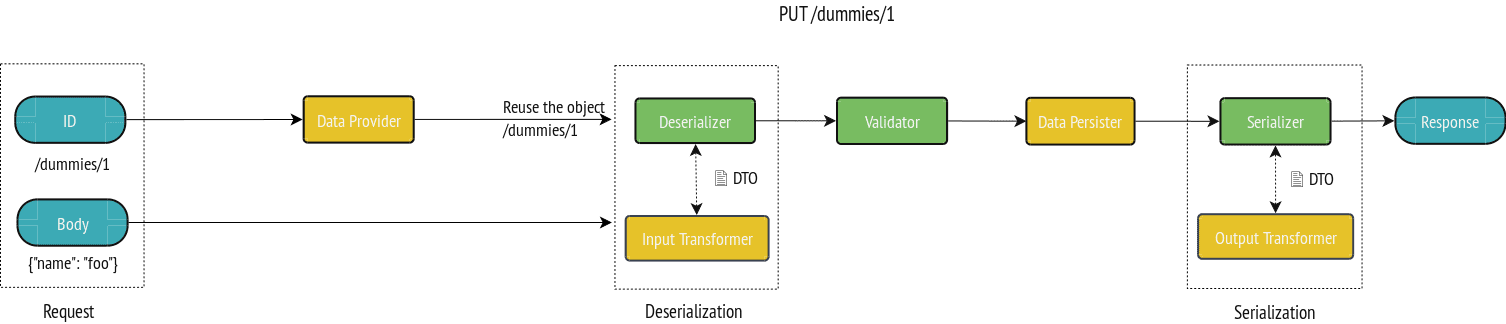 PUT /dummies/1
ID
/dummies/1
Body
{"name": "foo"}
Request
Data Provider
Reuse the object
/dummies/1
Deserializer
DTO
Input Transformer
Deserialization
Validator
Data Persister
Serializer
DTO
Output Transformer
Serialization
Response